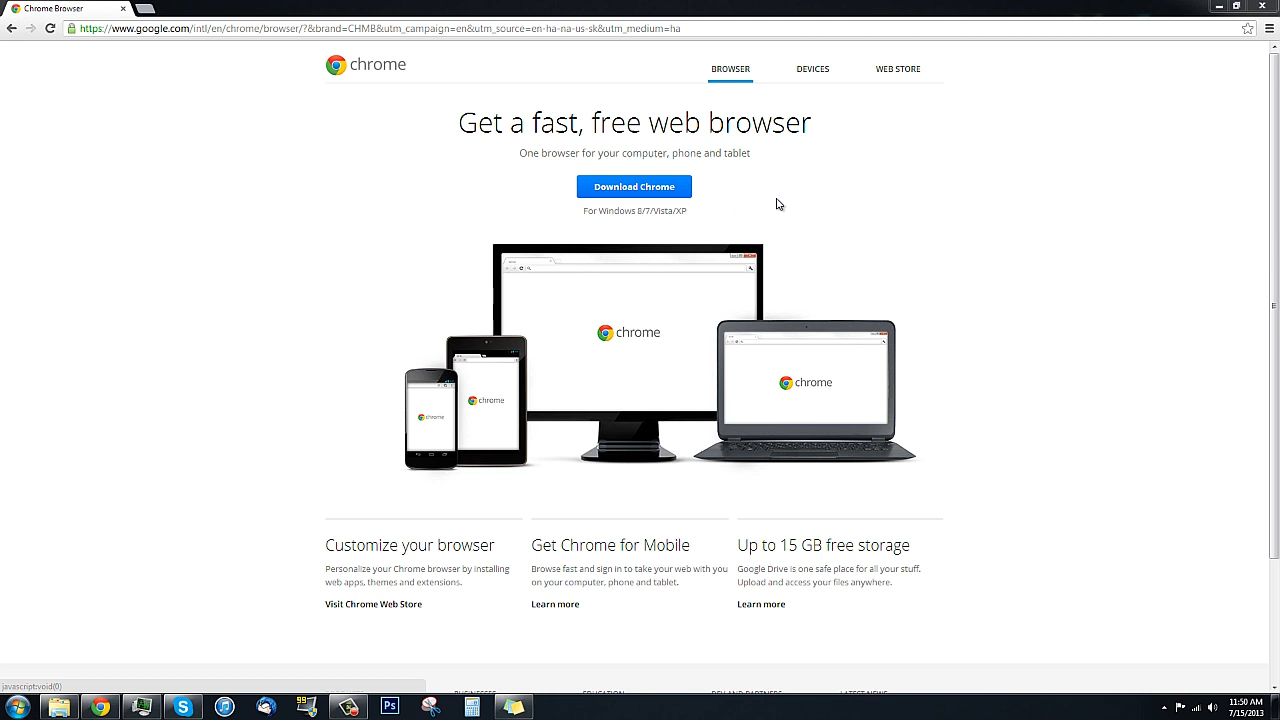 Chrome Browser
https://www.google.com/intl/en/chrome/browser/?&brand=CHMB&utm_campaign=en&utm_source=en-ha-na-us-sk&utm_medium=ha
chrome
BROWSER DEVICES WEB STORE
Get a fast, free web browser
One browser for your computer, phone and tablet
Download Chrome
For Windows 8/7/Vista/XP
chrome
chrome
chrome
chrome
Customize your browser
Personalize your Chrome browser by installing
web apps, themes and extensions.
Visit Chrome Web Store
Get Chrome for Mobile
Browse fast and sign in to take your web with you
on your computer, phone and tablet.
Learn more
Up to 15 GB free storage
Google Drive is one safe place for all your stuff.
Upload and access your files anywhere.
Learn more
javascript:void(0)
99
Ps
11:50 AM
7/15/2013